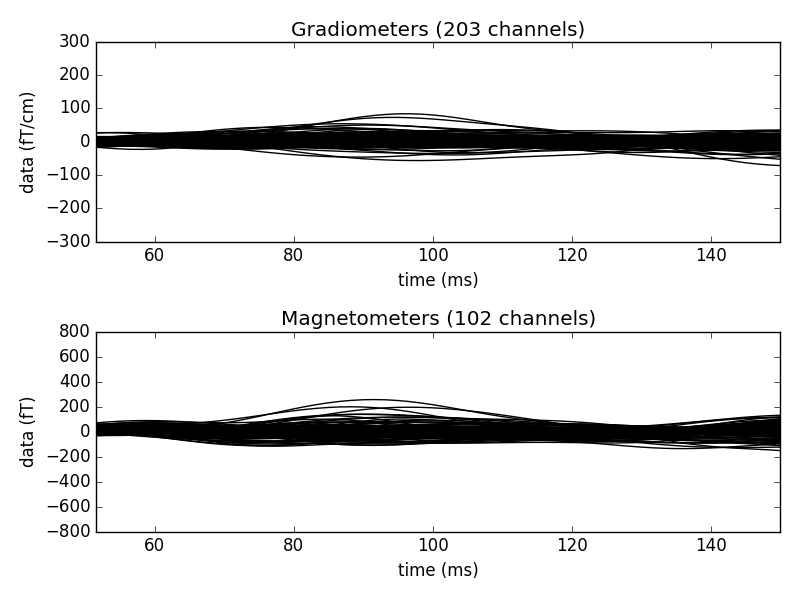 Gradiometers (203 channels)
300
200
100
0
−100
−200
−300
data (fT/cm)
60 80 100 120 140
time (ms)
Magnetometers (102 channels)
800
600
400
200
0
−200
−400
−600
−800
data (fT)
60 80 100 120 140
time (ms)